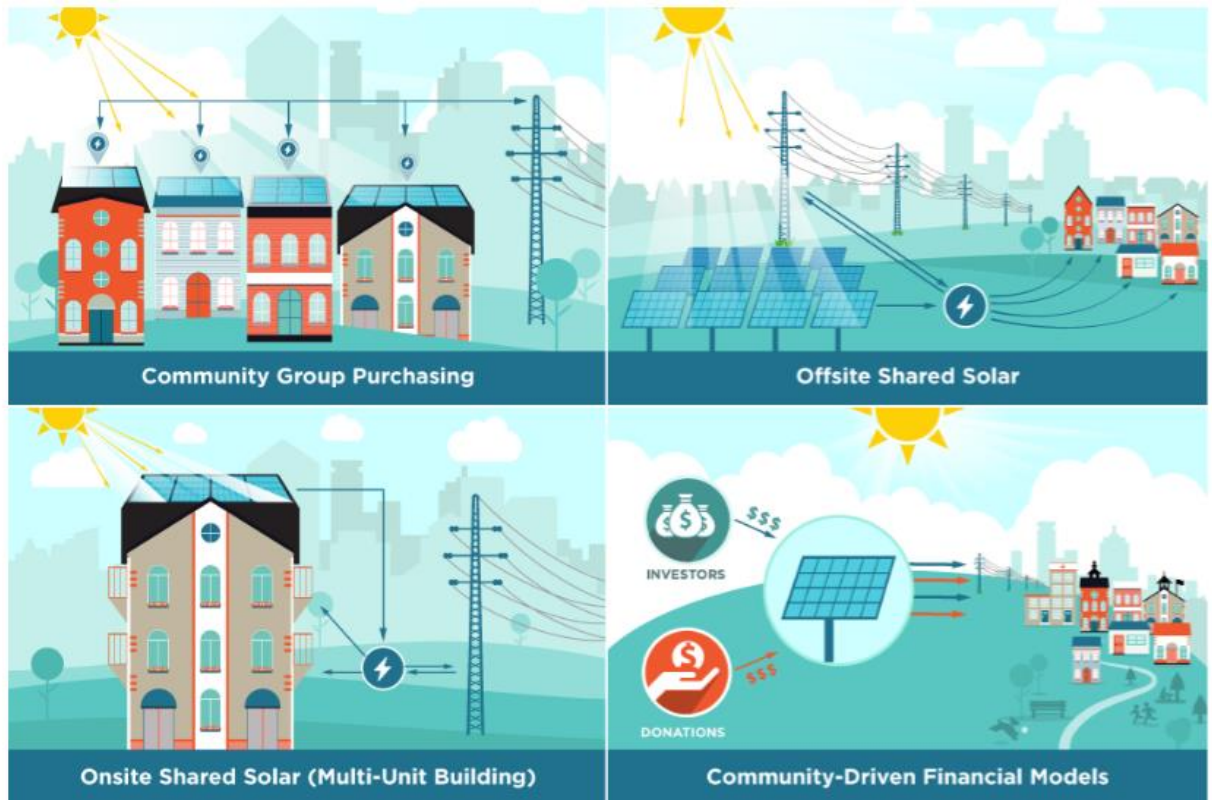 Community Group Purchasing
Offsite Shared Solar
Onsite Shared Solar (Multi-Unit Building)
$
$$$
INVESTORS
$
$$$
DONATIONS
Community-Driven Financial Models